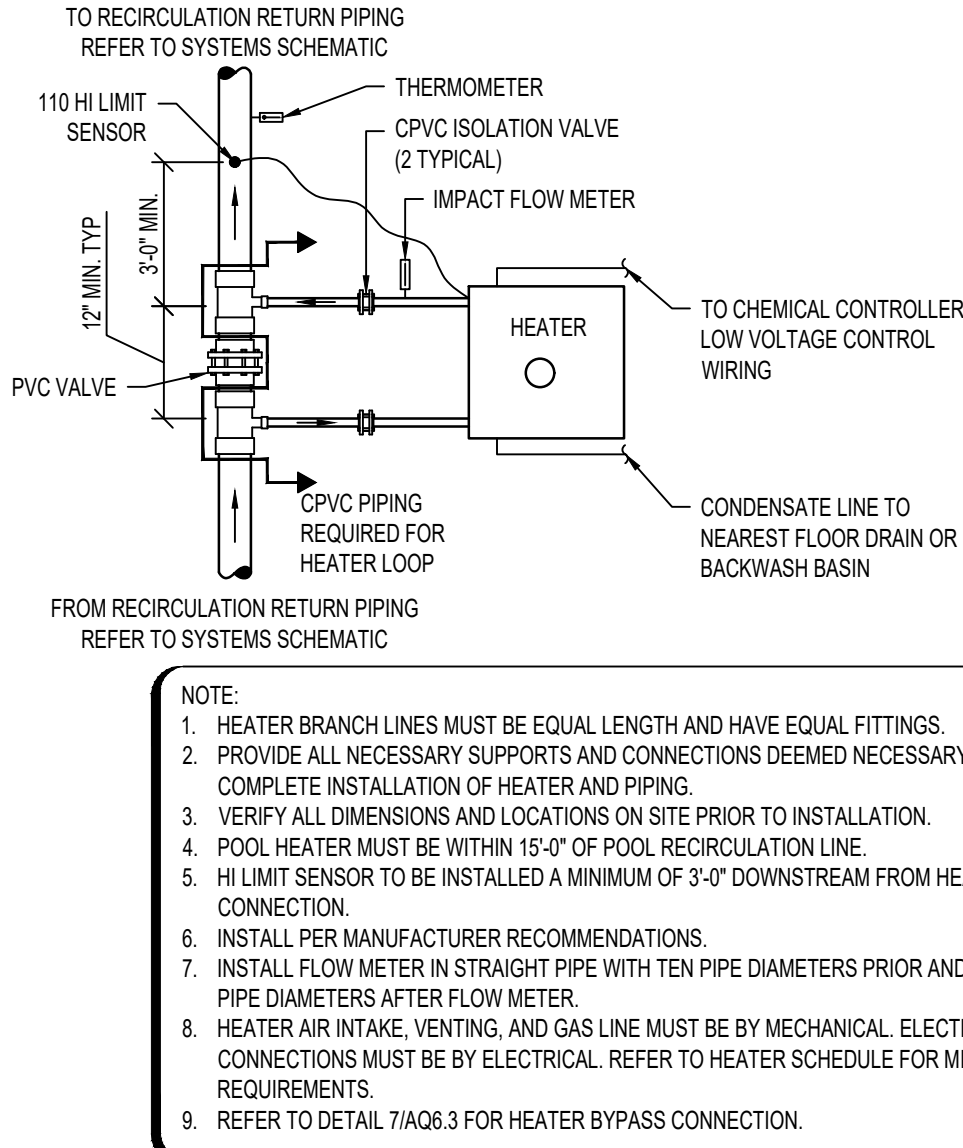 TO RECIRCULATION RETURN PIPING
REFER TO SYSTEMS SCHEMATIC
110 HI LIMIT
SENSOR
THERMOMETER
CPVC ISOLATION VALVE
(2 TYPICAL)
IMPACT FLOW METER
3'-0" MIN.
12" MIN. TYP
PVC VALVE
HEATER
TO CHEMICAL CONTROLLER
LOW VOLTAGE CONTROL
WIRING
CPVC PIPING
REQUIRED FOR
HEATER LOOP
CONDENSATE LINE TO
NEAREST FLOOR DRAIN OR
BACKWASH BASIN
FROM RECIRCULATION RETURN PIPING
REFER TO SYSTEMS SCHEMATIC
NOTE:
1. HEATER BRANCH LINES MUST BE EQUAL LENGTH AND HAVE EQUAL FITTINGS.
2. PROVIDE ALL NECESSARY SUPPORTS AND CONNECTIONS DEEMED NECESSARY
COMPLETE INSTALLATION OF HEATER AND PIPING.
3. VERIFY ALL DIMENSIONS AND LOCATIONS ON SITE PRIOR TO INSTALLATION.
4. POOL HEATER MUST BE WITHIN 15'-0" OF POOL RECIRCULATION LINE.
5. HI LIMIT SENSOR TO BE INSTALLED A MINIMUM OF 3'-0" DOWNSTREAM FROM
CONNECTION.
6. INSTALL PER MANUFACTURER RECOMMENDATIONS.
7. INSTALL FLOW METER IN STRAIGHT PIPE WITH TEN PIPE DIAMETERS PRIOR AND
PIPE DIAMETERS AFTER FLOW METER.
8. HEATER AIR INTAKE, VENTING, AND GAS LINE MUST BE BY MECHANICAL.
CONNECTIONS MUST BE BY ELECTRICAL. REFER TO HEATER SCHEDULE FOR
REQUIREMENTS.
9. REFER TO DETAIL 7/AQ6.3 FOR HEATER BYPASS CONNECTION.